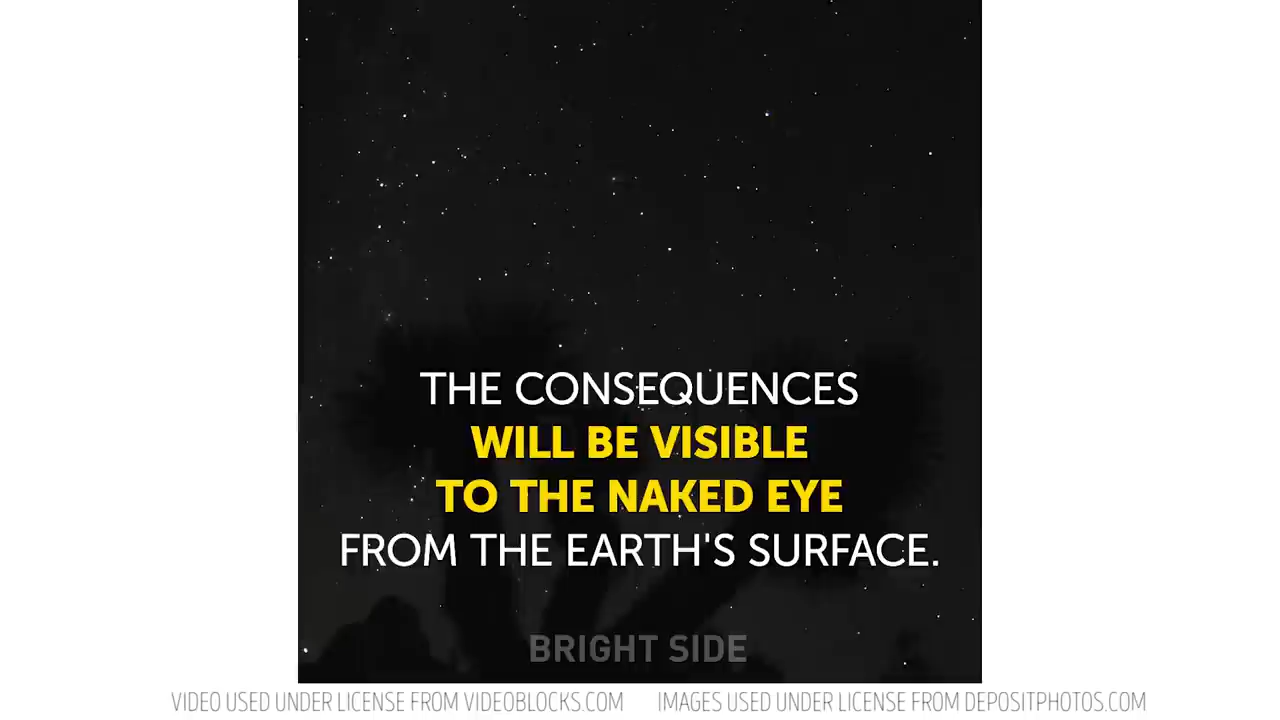 THE CONSEQUENCES
WILL BE VISIBLE
TO THE NAKED EYE
FROM THE EARTH'S SURFACE.
BRIGHT SIDE
VIDEO USED UNDER LICENSE FROM VIDEOBLOCKS.COM IMAGES USED UNDER LICENSE FROM DEPOSITPHOTOS.COM